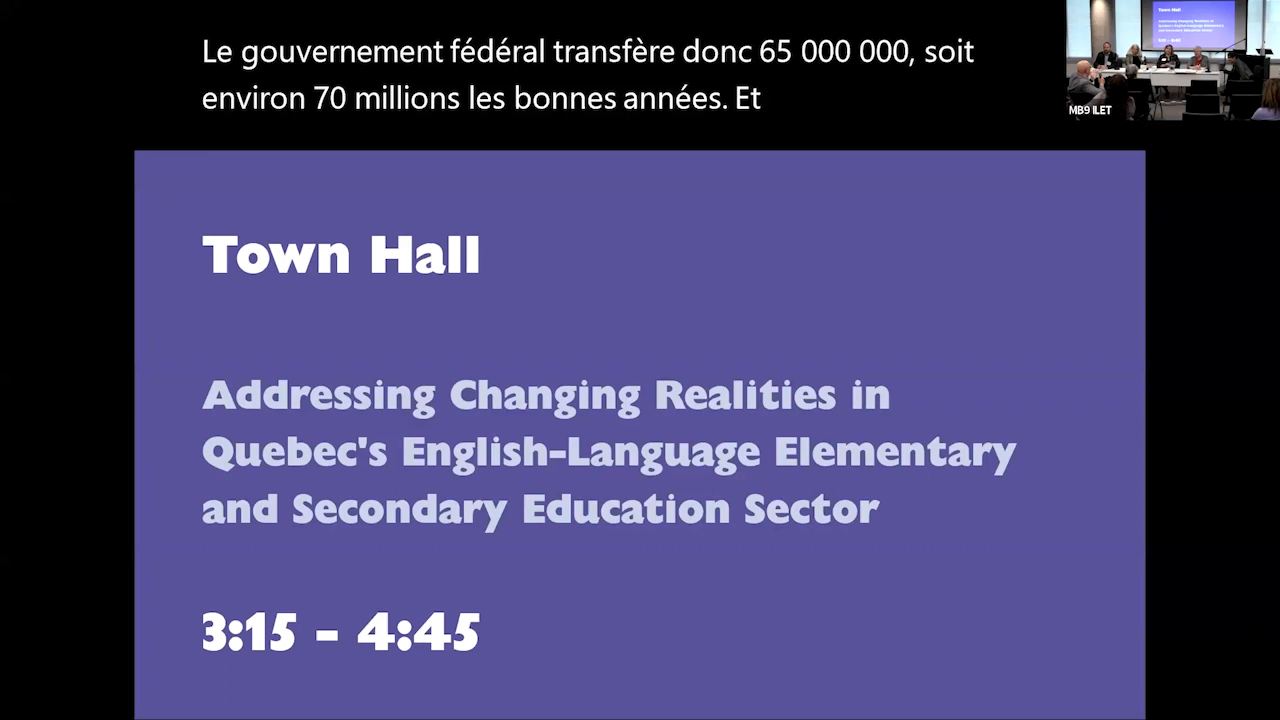 Le gouvernement fédéral transfère donc 65 000 000, soit
environ 70 millions les bonnes années. Et
MB9 ILET
Town Hall
Addressing Changing Realities in
Quebec's English-Language Elementary
and Secondary Education Sector
3:15 - 4:45